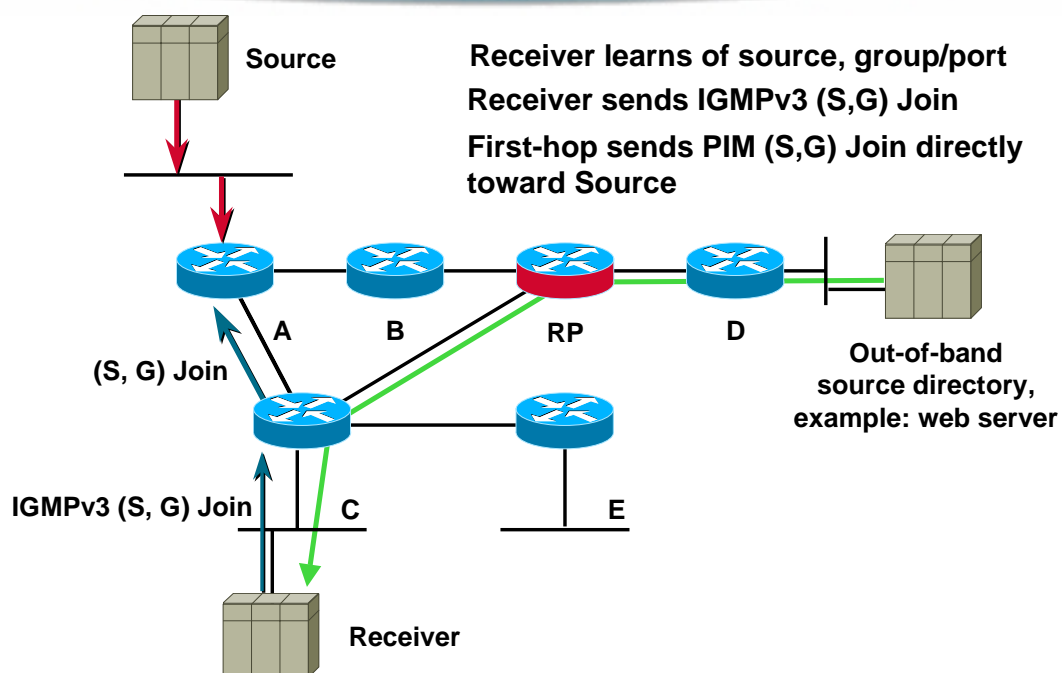 Source
Receiver learns of source, group/port
Receiver sends IGMPv3 (S,G) Join
First-hop sends PIM (S,G) Join directly
toward Source
A
B
RP
D
(S, G) Join
Out-of-band
source directory,
example: web server
IGMPv3 (S, G) Join
C
E
Receiver